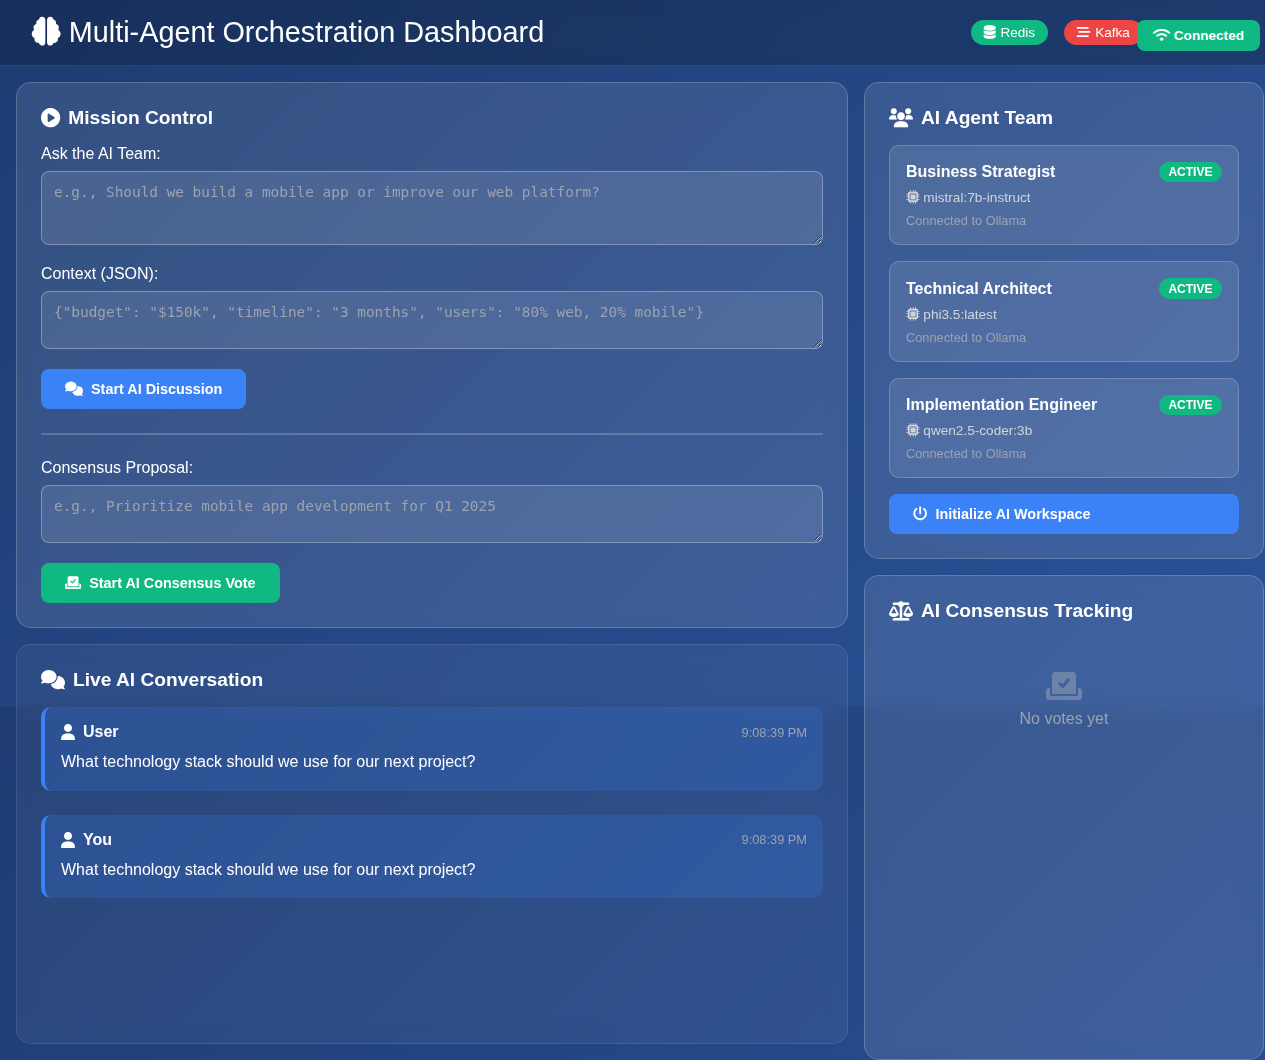 Multi-Agent Orchestration Dashboard
Redis
Kafka
Connected
Mission Control
Ask the AI Team:
e.g., Should we build a mobile app or improve our web platform?
Context (JSON):
{"budget": "$150k", "timeline": "3 months", "users": "80% web, 20% mobile"}
Start AI Discussion
Consensus Proposal:
e.g., Prioritize mobile app development for Q1 2025
Start AI Consensus Vote
Live AI Conversation
User
9:08:39 PM
What technology stack should we use for our next project?
You
9:08:39 PM
What technology stack should we use for our next project?
AI Agent Team
Business Strategist
ACTIVE
mistral:7b-instruct
Connected to Ollama
Technical Architect
ACTIVE
phi3.5:latest
Connected to Ollama
Implementation Engineer
ACTIVE
qwen2.5-coder:3b
Connected to Ollama
Initialize AI Workspace
AI Consensus Tracking
No votes yet